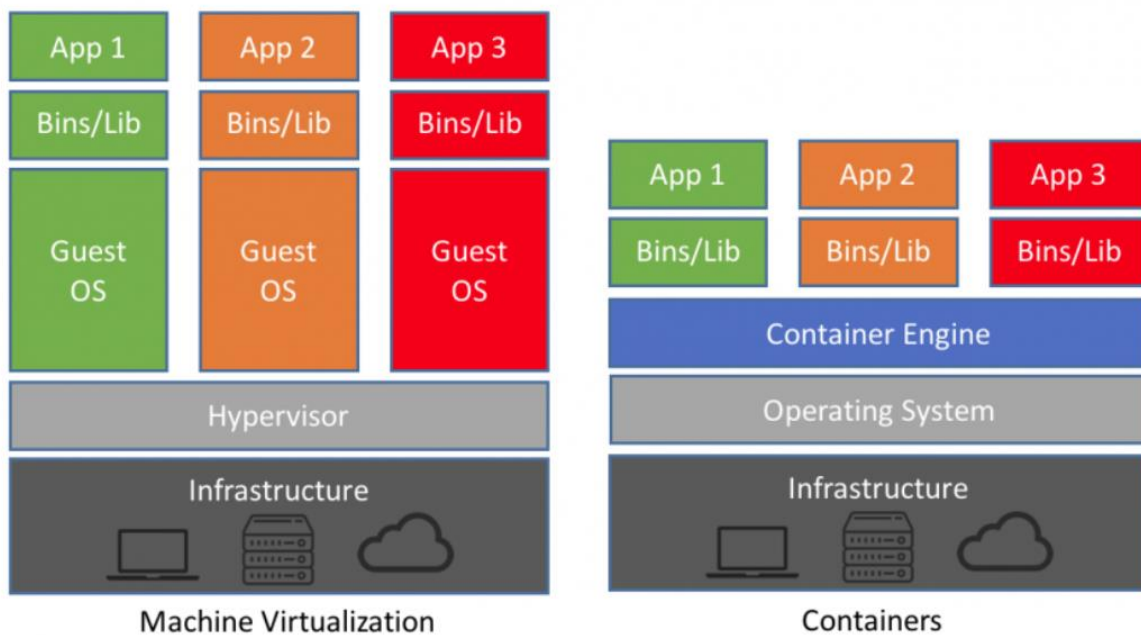 App 1
App 2
App 3
Bins/Lib
Bins/Lib
Bins/Lib
Guest
OS
Guest
OS
Guest
OS
Hypervisor
Infrastructure
Machine Virtualization
App 1
App 2
App 3
Bins/Lib
Bins/Lib
Bins/Lib
Container Engine
Operating System
Infrastructure
Containers